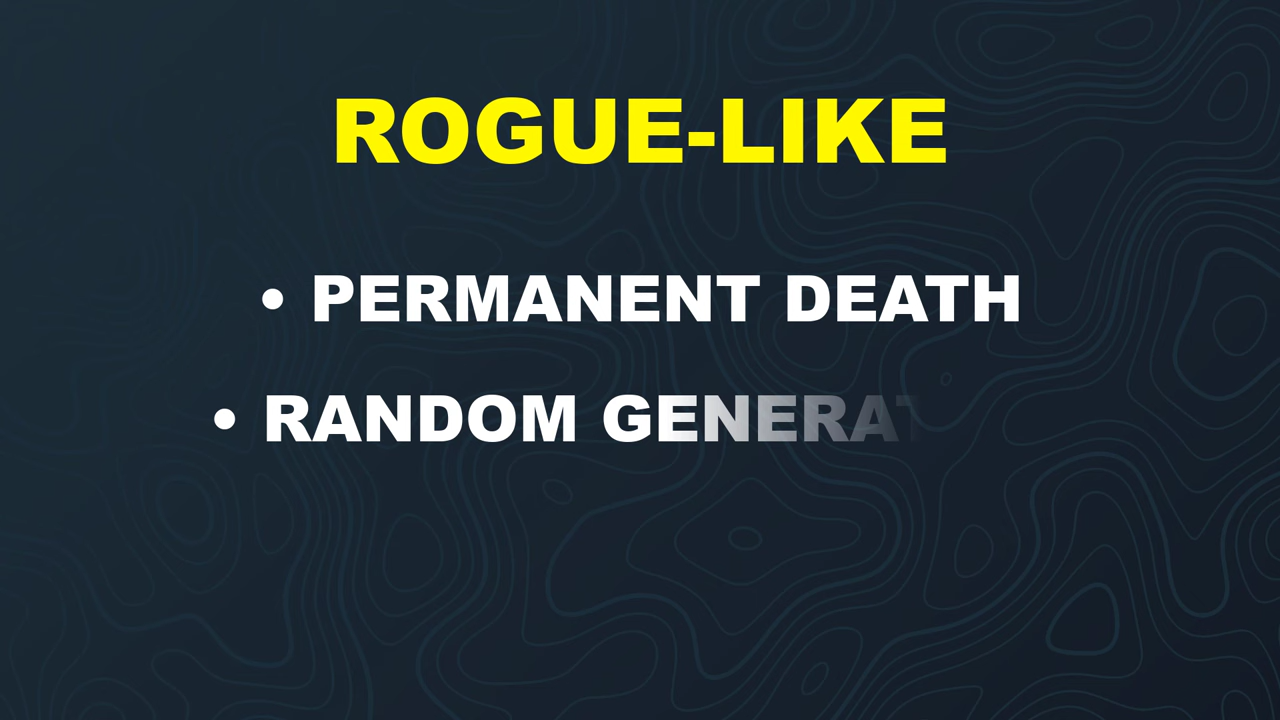 ROGUE-LIKE
• PERMANENT DEATH
• RANDOM GENERAT